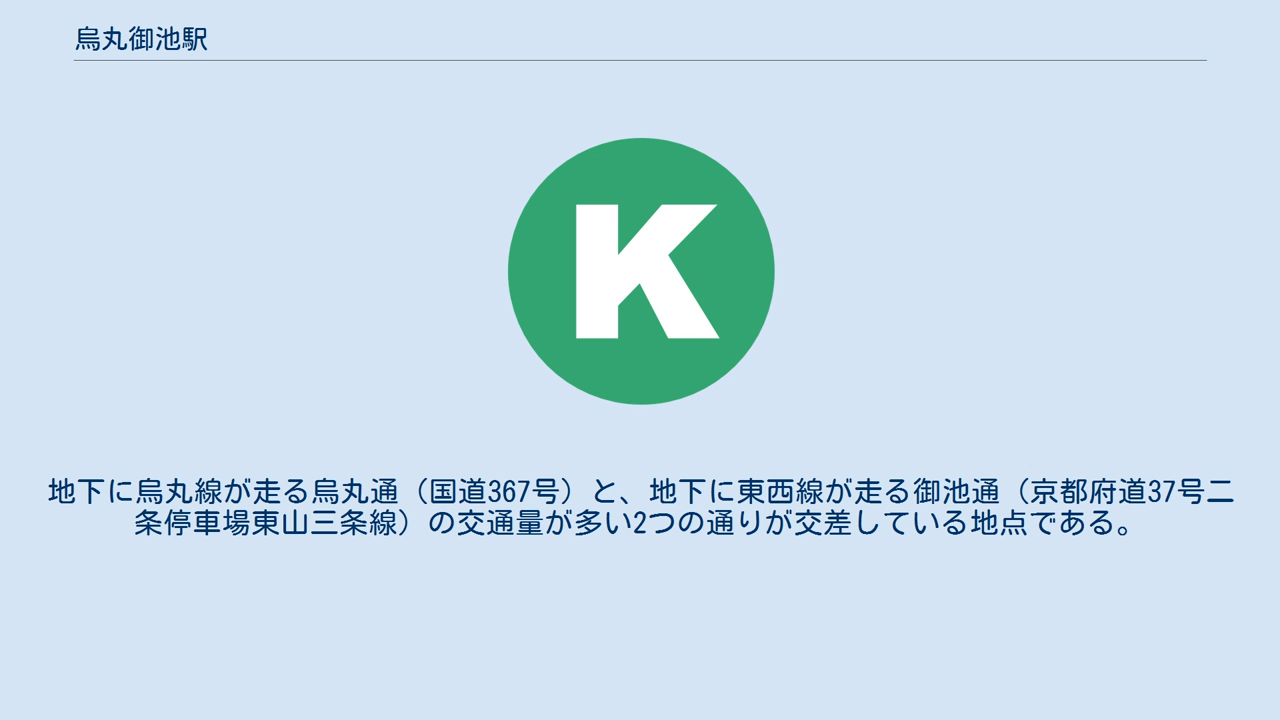 烏丸御池駅
K
地下に烏丸線が走る烏丸通（国道367号）と、地下に東西線が走る御池通（京都府道37号二
条停車場東山三条線）の交通量が多い2つの通りが交差している地点である。